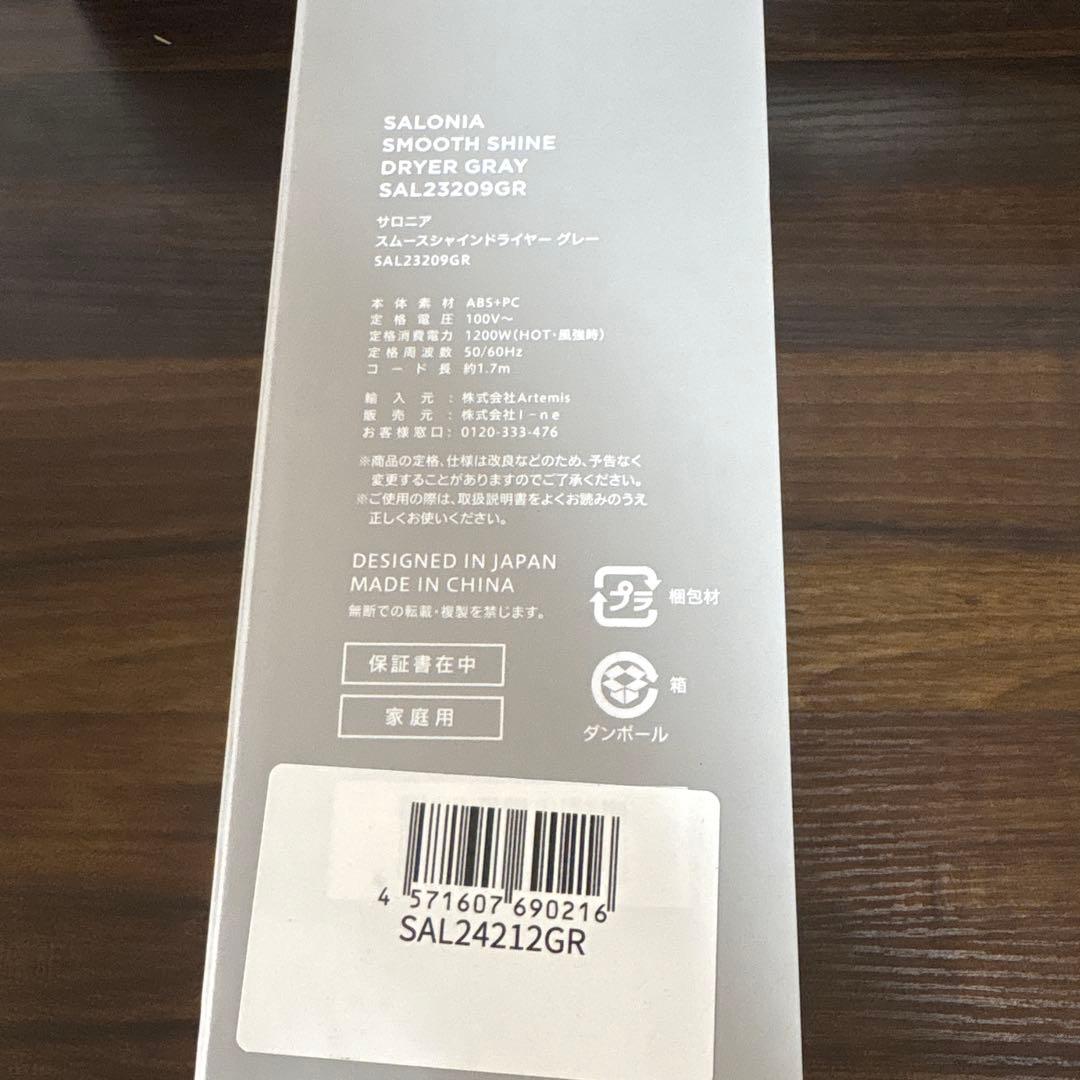 SALONIA
SMOOTH SHINE
DRYER GRAY
SAL23209GR
サロニア
スムースシャインドライヤー グレー
SAL23209GR
本体素材 ABS+PC
定格電圧 100V～
定格消費電力 1200W(HOT・風強時)
定格周波数 50/60Hz
コード長 約1.7m
輸入元：株式会社Artemis
販売元：株式会社I-ne
お客様窓口：0120-333-476
※商品の定格、仕様は改良などのため、予告なく
変更することがありますのでご了承ください。
※ご使用の際は、取扱説明書をよくお読みのうえ
正しくお使いください。
DESIGNED IN JAPAN
MADE IN CHINA
無断での転載・複製を禁じます。
プラ 梱包材
保証書在中
箱
家庭用
ダンボール
4 571607 690216
SAL24212GR